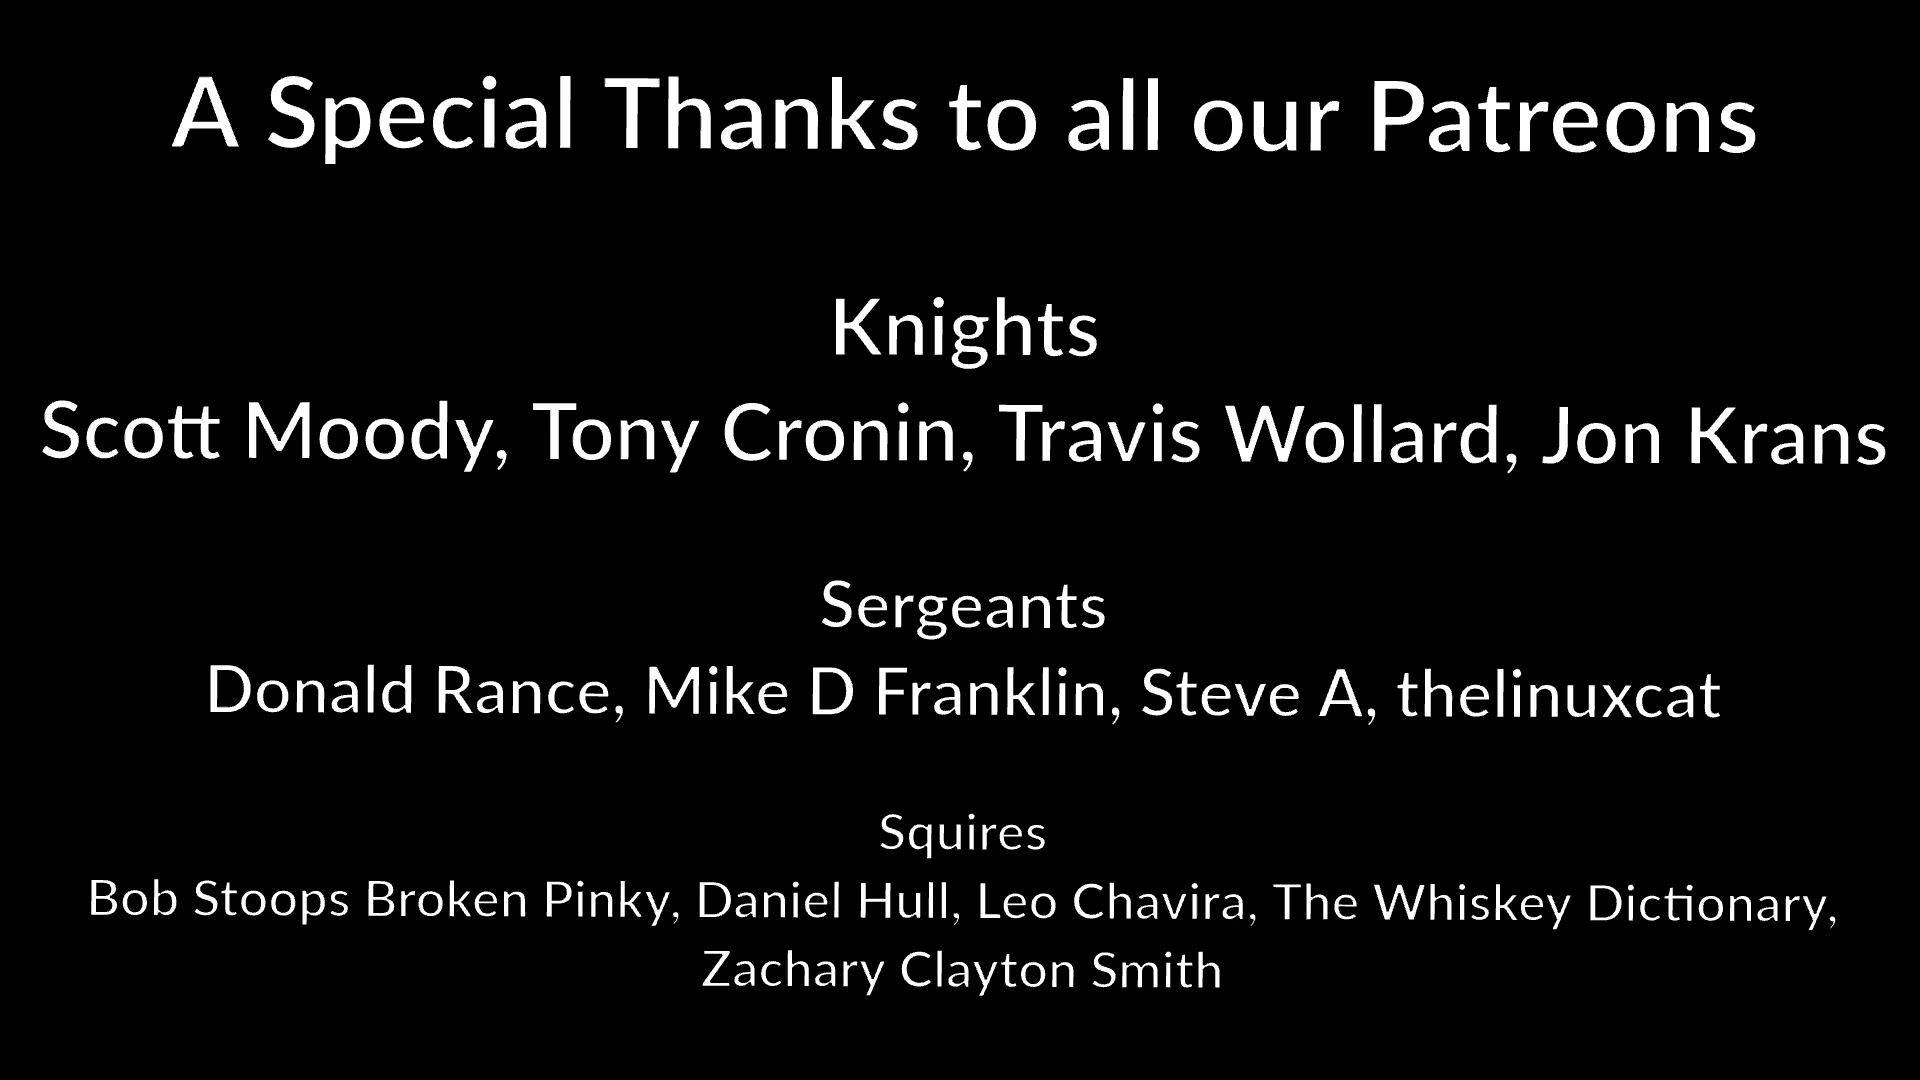 A Special Thanks to all our Patreons
Knights
Scott Moody, Tony Cronin, Travis Wollard, Jon Krans
Sergeants
Donald Rance, Mike D Franklin, Steve A, thelinuxcat
Squires
Bob Stoops Broken Pinky, Daniel Hull, Leo Chavira, The Whiskey Dictionary,
Zachary Clayton Smith